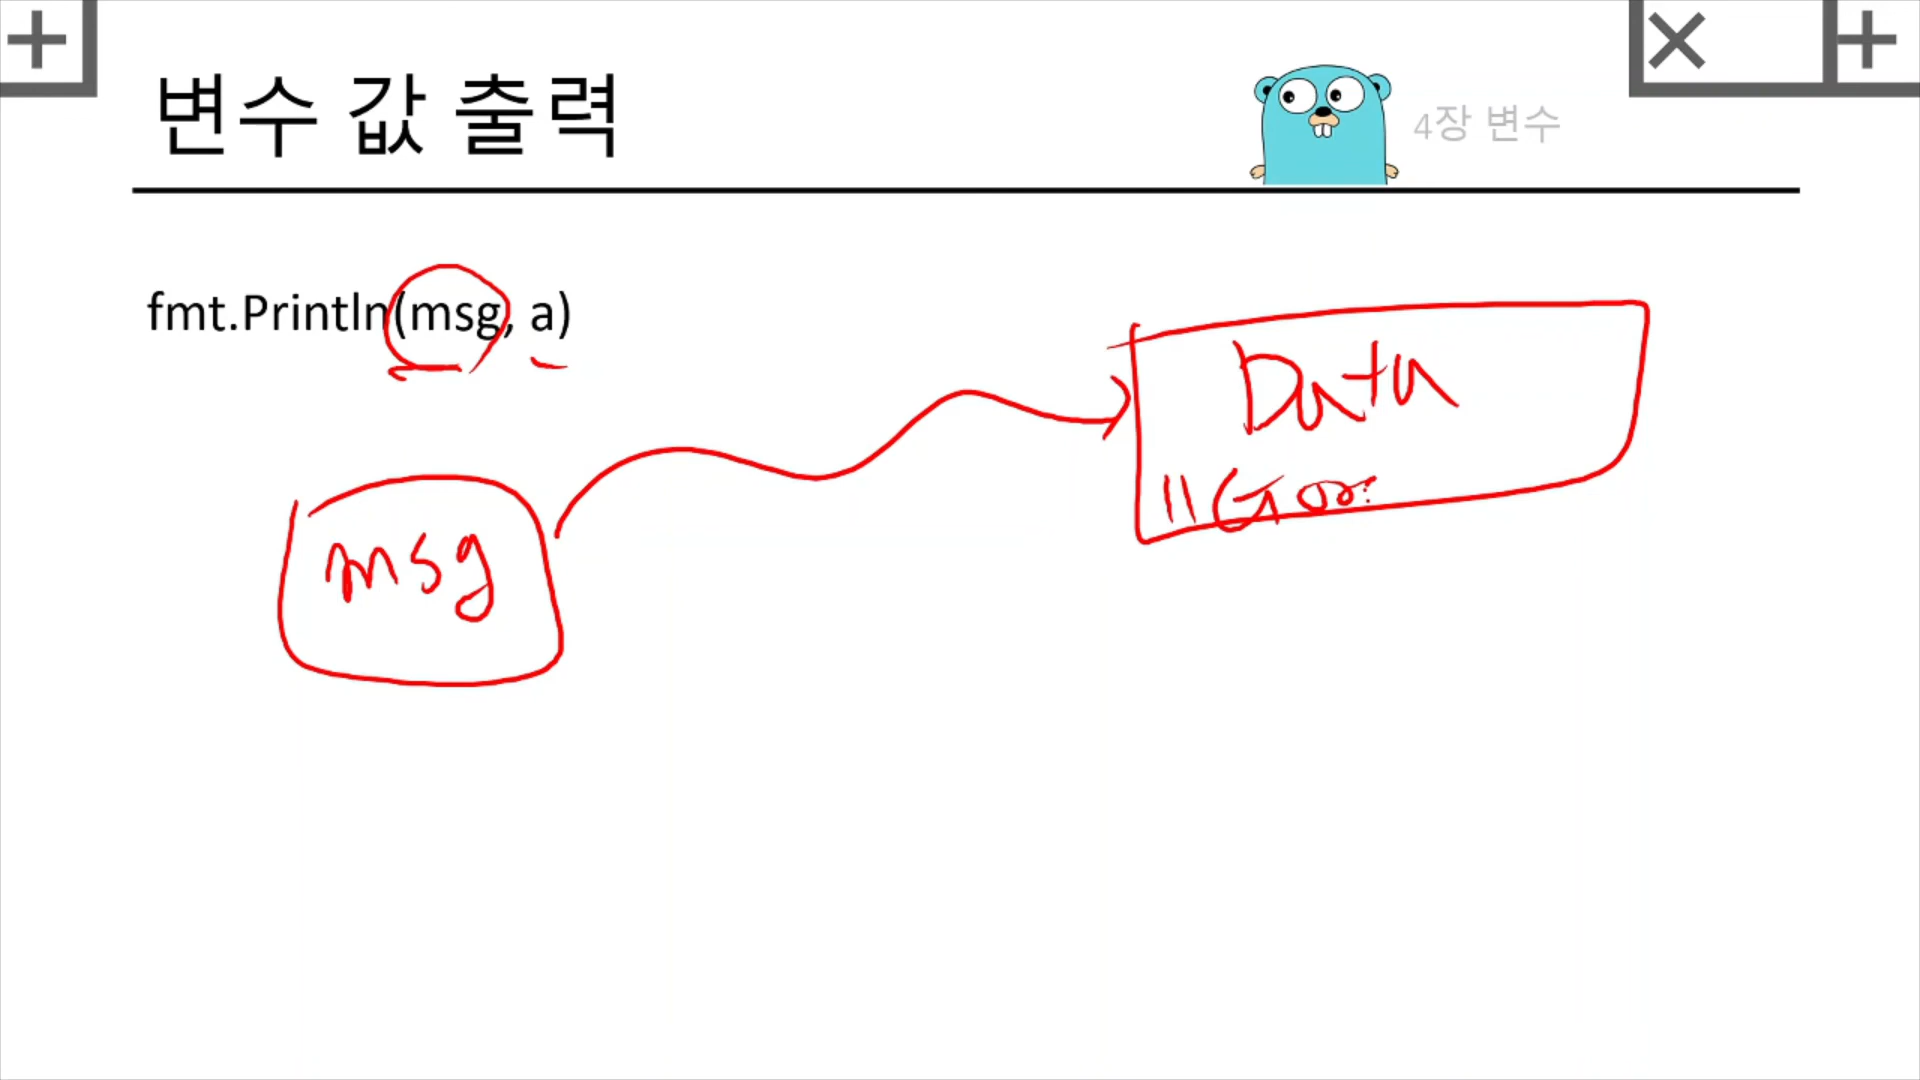 변수 값 출력
4장 변수
fmt.Println(msg, a)
Data
msg